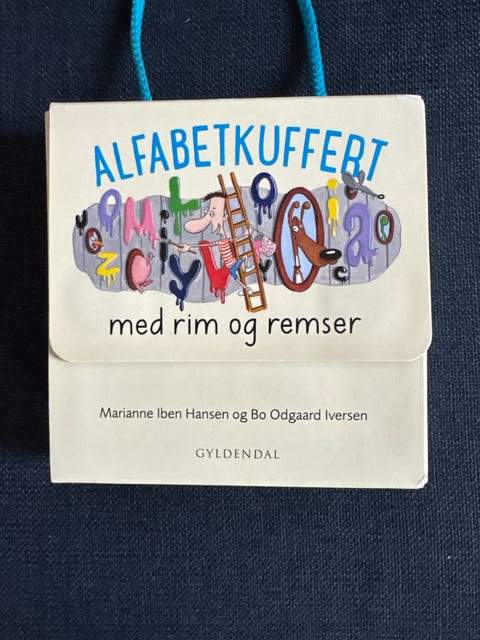 ALFABETKUFFERT
med rim og remser
Marianne Iben Hansen og Bo Odgaard Iversen
GYLDENDAL